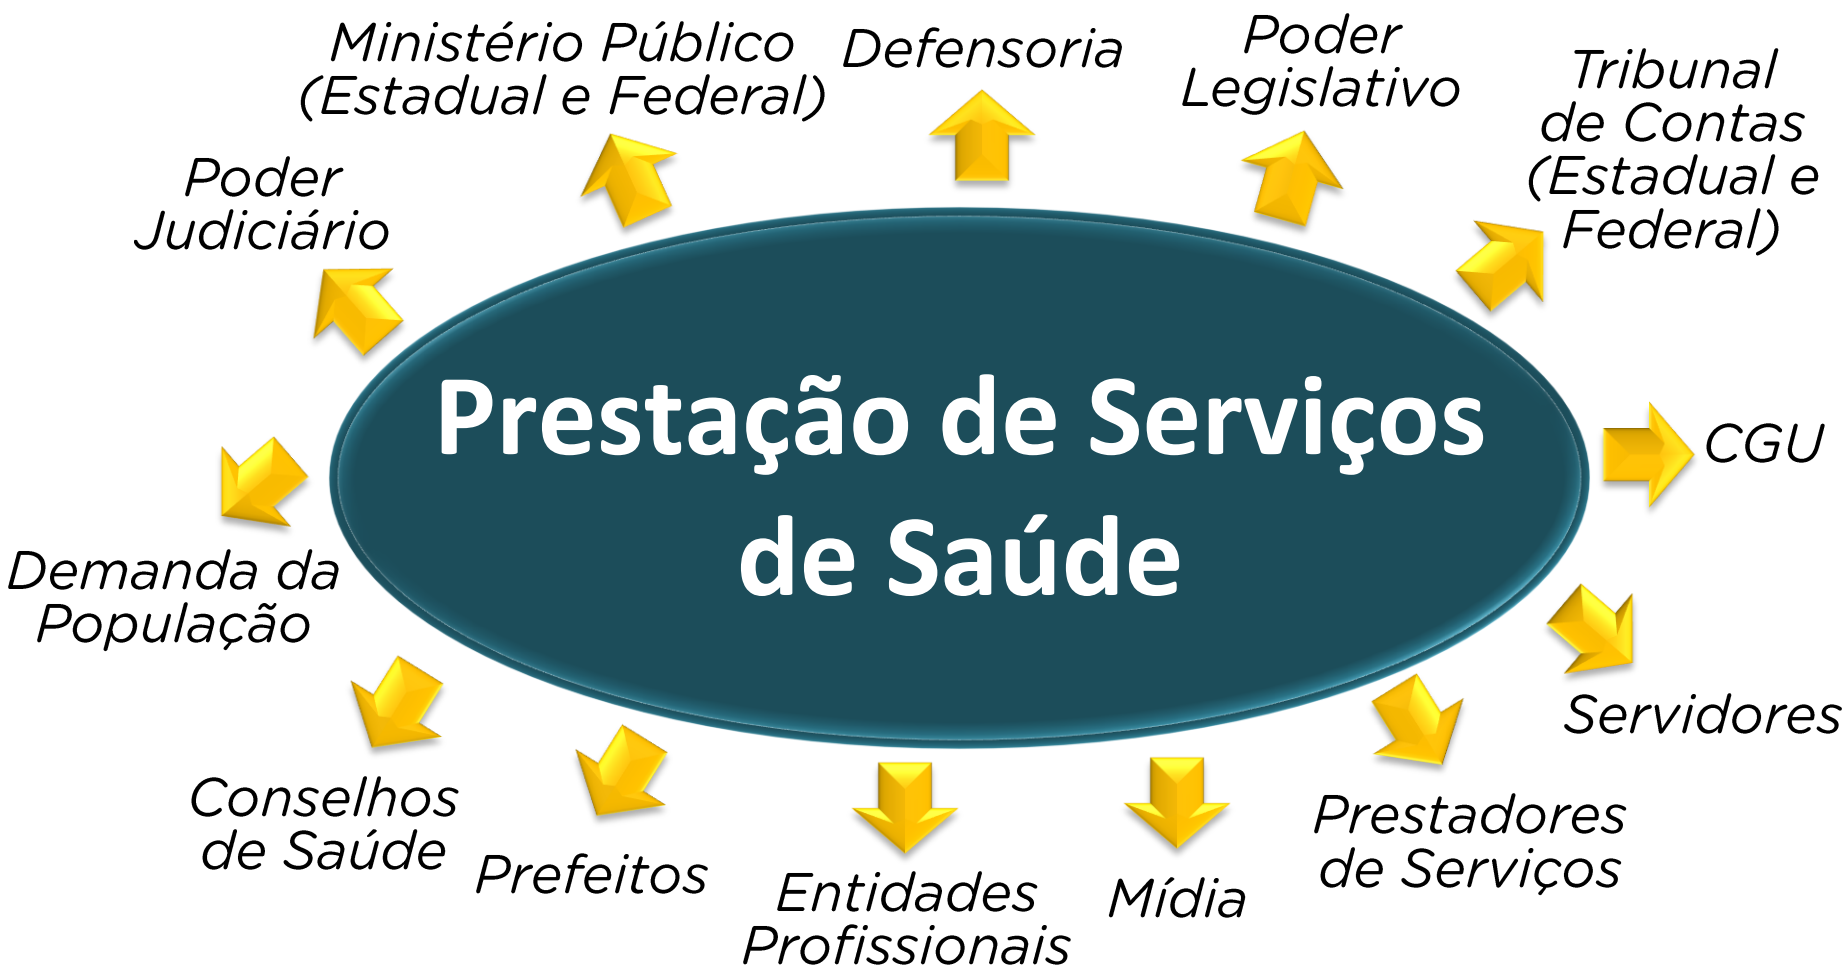 Ministério Público
(Estadual e Federal)
Defensoria
Poder
Legislativo
Tribunal
de Contas
(Estadual e
Federal)
Poder
Judiciário
Prestação de Serviços
de Saúde
CGU
Demanda da
População
Servidores
Conselhos
de Saúde
Prefeitos
Entidades
Profissionais
Mídia
Prestadores
de Serviços